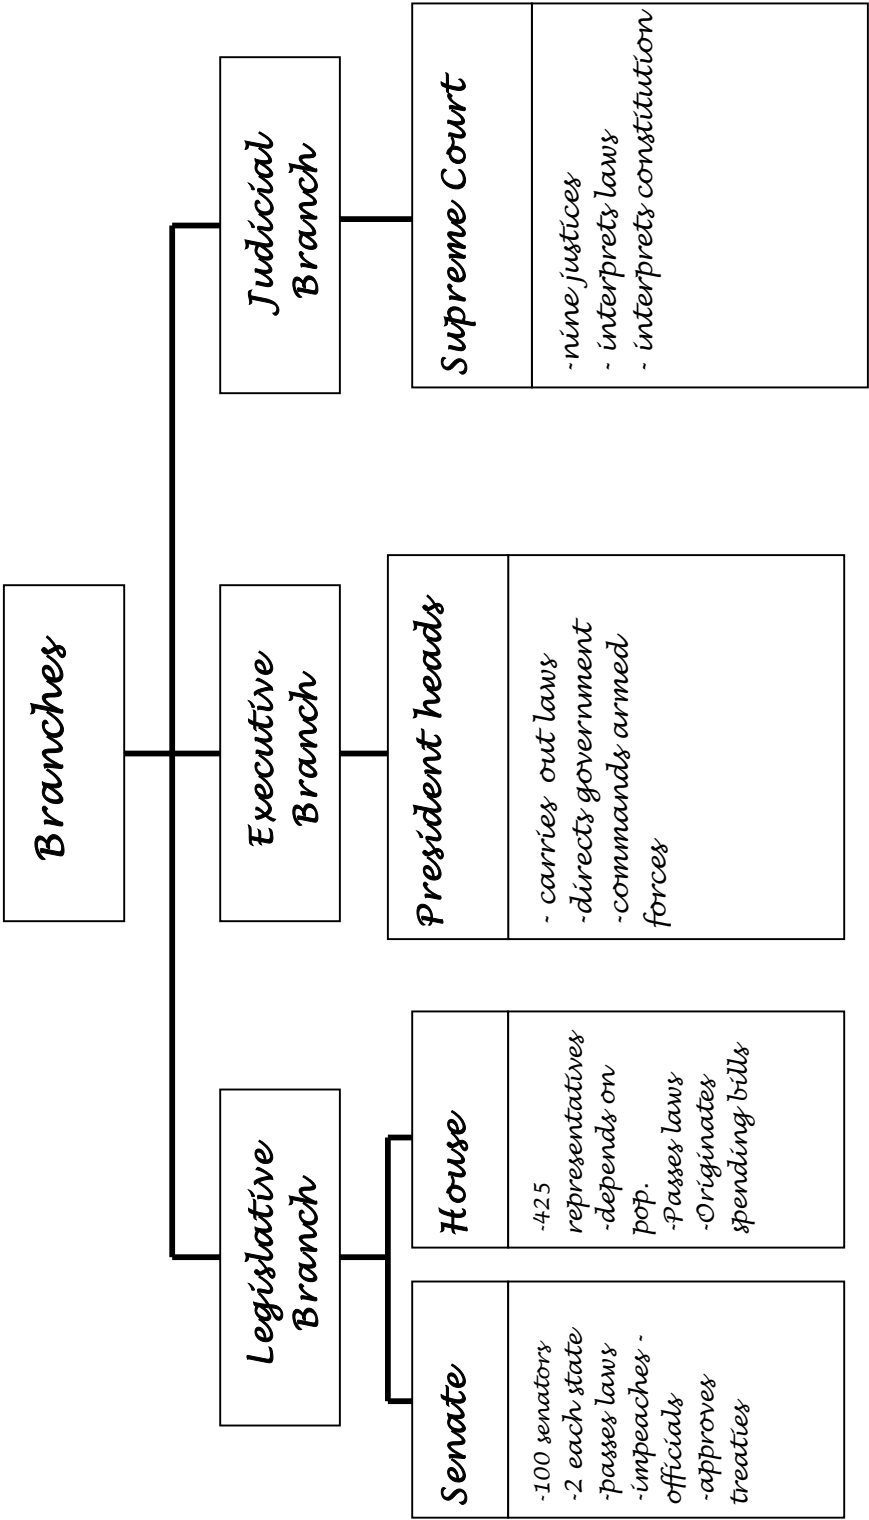 Branches
Legislative
Branch
Executive
Branch
Judicial
Branch
Senate
-100 senators
-2 each state
-passes laws
-impeaches -
officials
-approves
treaties
House
-425
representatives
-depends on
pop.
-Passes laws
-Originates
spending bills
President heads
- carries out laws
-directs government
-commands armed
forces
Supreme Court
-nine justices
- interprets laws
- interprets constitution